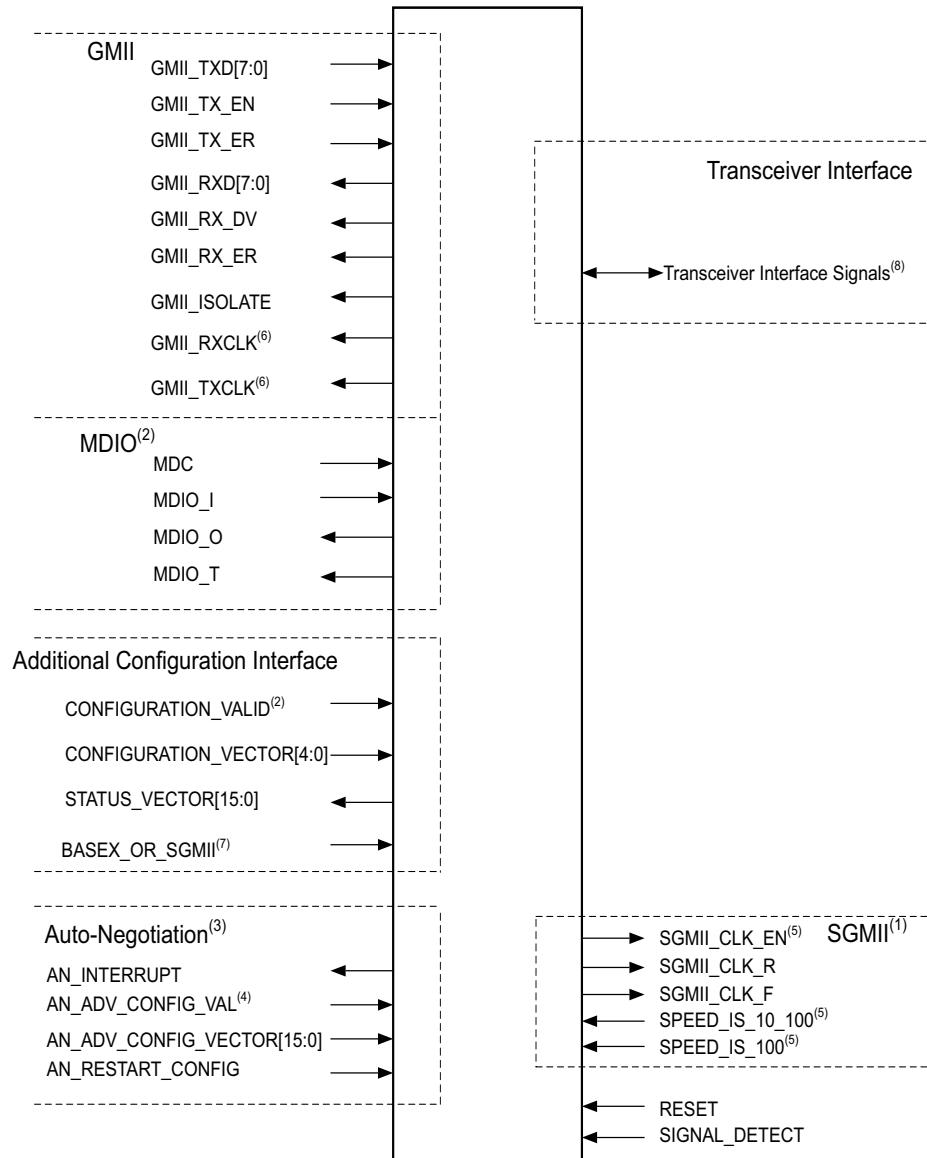 GMII
GMII_TXD[7:0]
GMII_TX_EN
GMII_TX_ER
GMII_RXD[7:0]
GMII_RX_DV
GMII_RX_ER
GMII_ISOLATE
GMII_RXCLK(6)
GMII_TXCLK(6)
MDIO(2)
MDC
MDIO_I
MDIO_O
MDIO_T
Additional Configuration Interface
CONFIGURATION_VALID(2)
CONFIGURATION_VECTOR[4:0]
STATUS_VECTOR[15:0]
BASEX_OR_SGMII(7)
Auto-Negotiation(3)
AN_INTERRUPT
AN_ADV_CONFIG_VAL(4)
AN_ADV_CONFIG_VECTOR[15:0]
AN_RESTART_CONFIG
Transceiver Interface
Transceiver Interface Signals(8)
SGMII(1)
SGMII_CLK_EN(5)
SGMII_CLK_R
SGMII_CLK_F
SPEED_IS_10_100(5)
SPEED_IS_100(5)
RESET
SIGNAL_DETECT